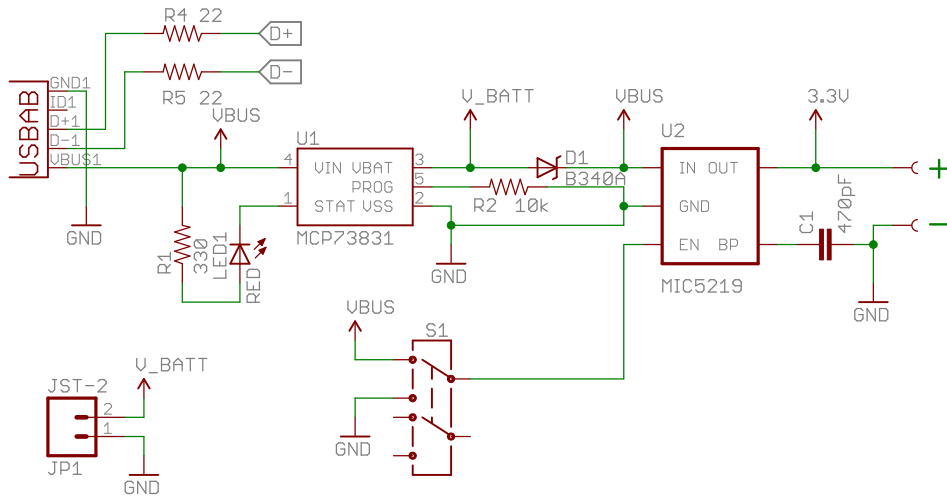 R4 22
D+
D-
R5 22
USBAB
GND1
ID1
D+1
D-1
VBUS1
VBUS
GND
R1
330
LED1
RED
U1
4
1
VIN VBAT
PROG
STAT VSS
3
5
2
MCP73831
V_BATT
VBUS
D1
B340A
R2 10k
GND
U2
IN OUT
GND
EN BP
MIC5219
3.3V
C1
470pF
+
-
GND
VBUS
S1
GND
V_BATT
JST-2
2
1
JP1
GND